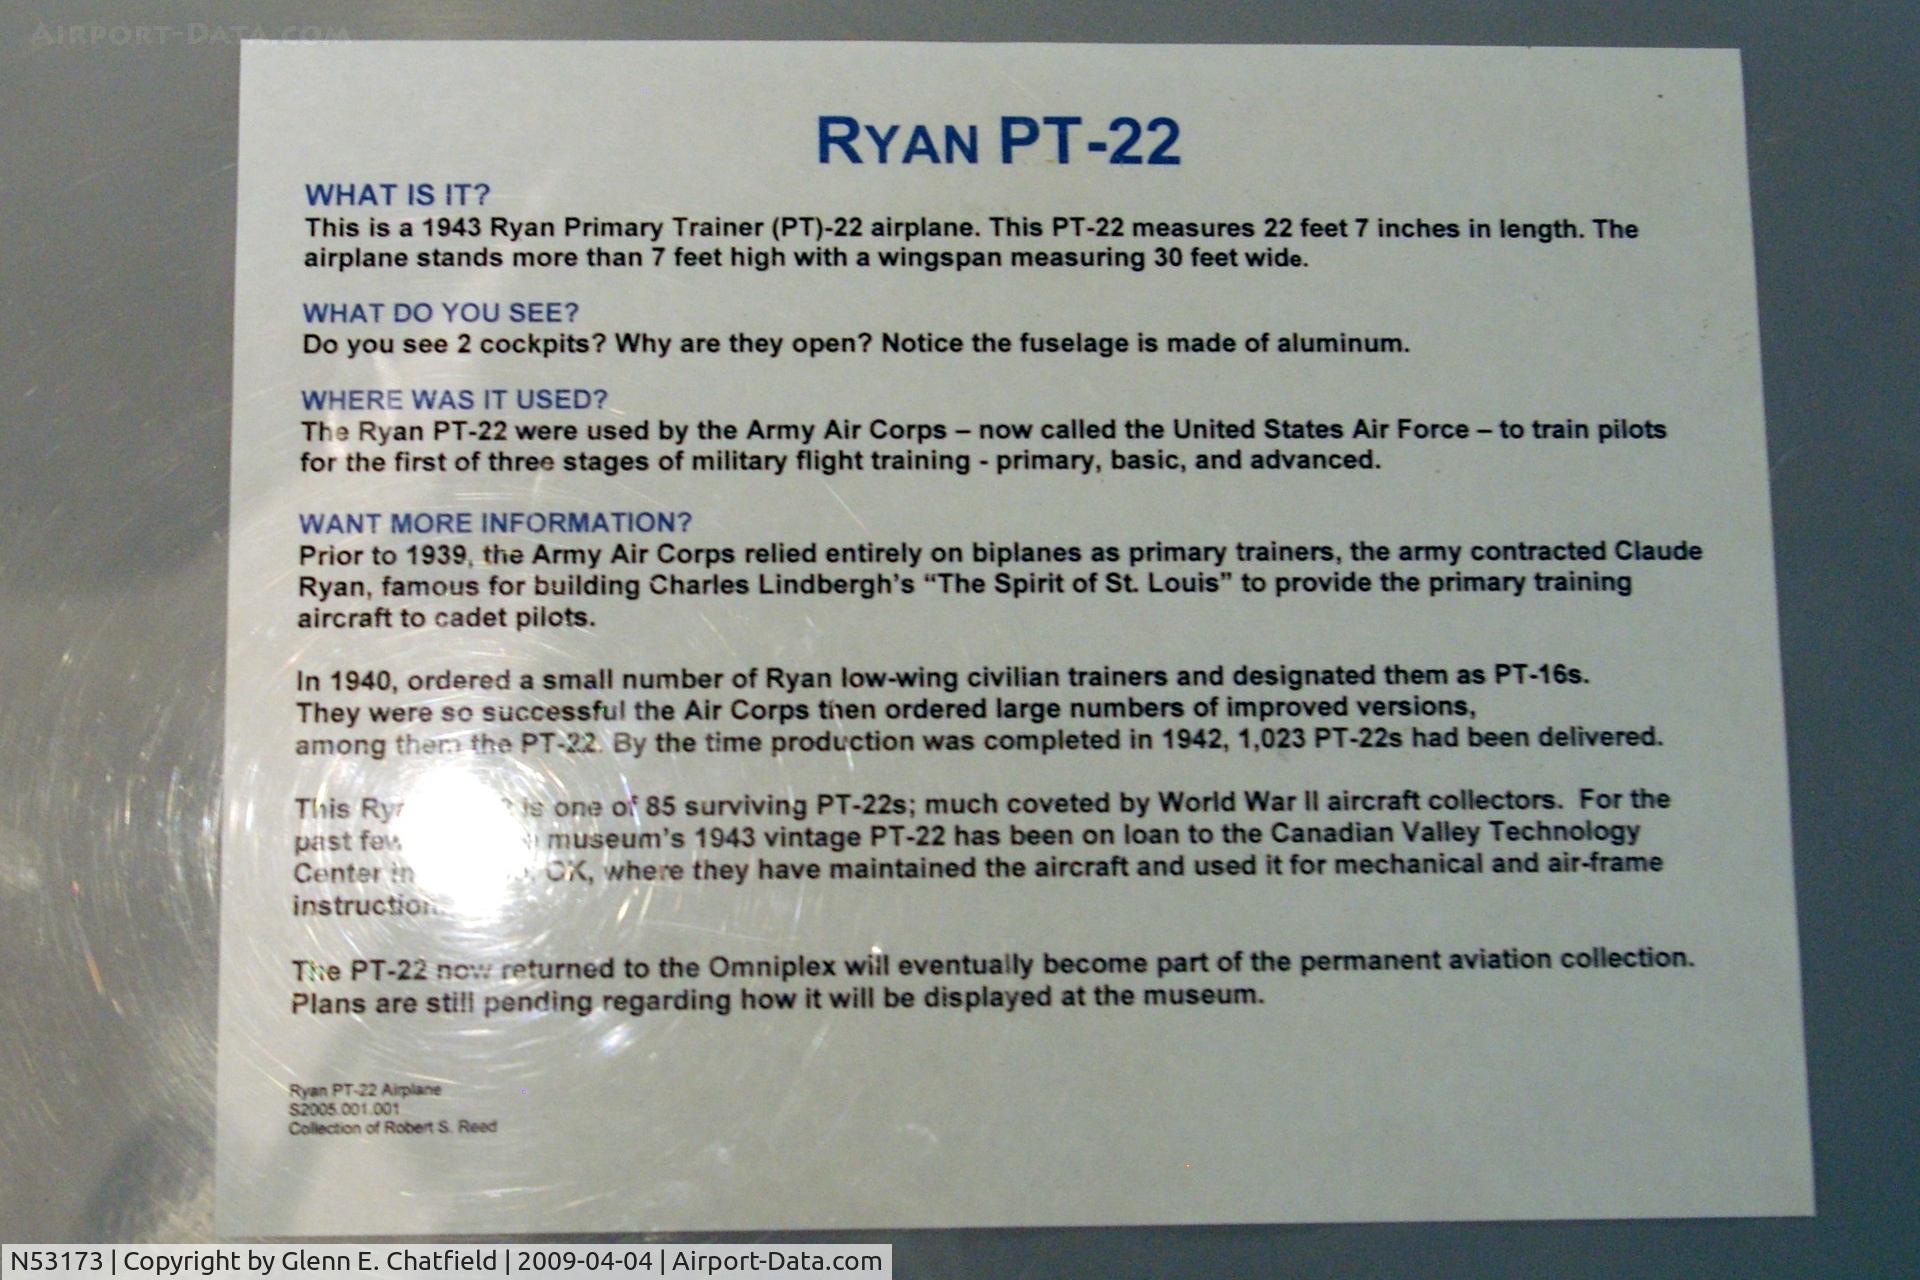 AIRPORT-DATA.COM
RYAN PT-22
WHAT IS IT?
This is a 1943 Ryan Primary Trainer (PT)-22 airplane. This PT-22 measures 22 feet 7 inches in length. The
airplane stands more than 7 feet high with a wingspan measuring 30 feet wide.
WHAT DO YOU SEE?
Do you see 2 cockpits? Why are they open? Notice the fuselage is made of aluminum.
WHERE WAS IT USED?
The Ryan PT-22 were used by the Army Air Corps – now called the United States Air Force – to train pilots
for the first of three stages of military flight training - primary, basic, and advanced.
WANT MORE INFORMATION?
Prior to 1939, the Army Air Corps relied entirely on biplanes as primary trainers, the army contracted Claude
Ryan, famous for building Charles Lindbergh's “The Spirit of St. Louis” to provide the primary training
aircraft to cadet pilots.
In 1940, ordered a small number of Ryan low-wing civilian trainers and designated them as PT-16s.
They were so successful the Air Corps then ordered large numbers of improved versions,
among them the PT-22. By the time production was completed in 1942, 1,023 PT-22s had been delivered.
This is one of 85 surviving PT-22s; much coveted by World War II aircraft collectors. For the
past few museum's 1943 vintage PT-22 has been on loan to the Canadian Valley Technology
Center in OK, where they have maintained the aircraft and used it for mechanical and air-frame
instruction.
The PT-22 now returned to the Omniplex will eventually become part of the permanent aviation collection.
Plans are still pending regarding how it will be displayed at the museum.
Ryan PT-22 Airplane
S2005.001.001
Collection of Robert S. Reed
N53173 | Copyright by Glenn E. Chatfield | 2009-04-04 | Airport-Data.com